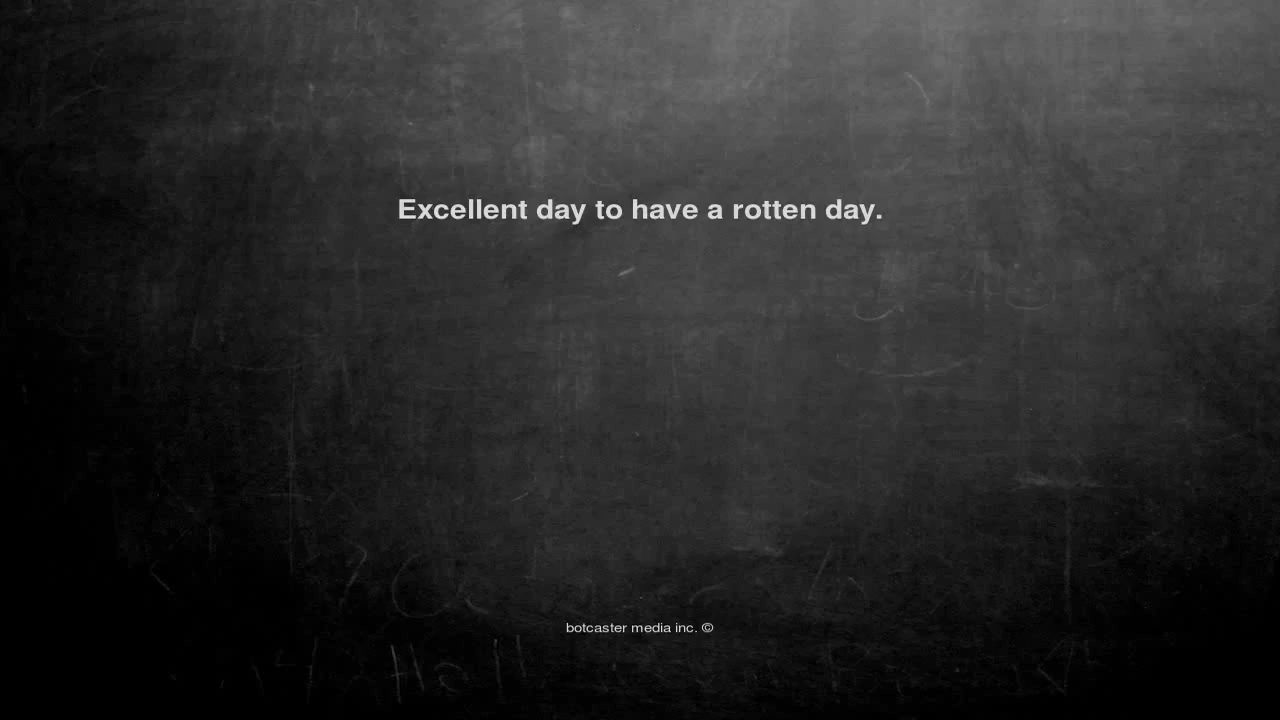 Excellent day to have a rotten day.
botcaster media inc. ©